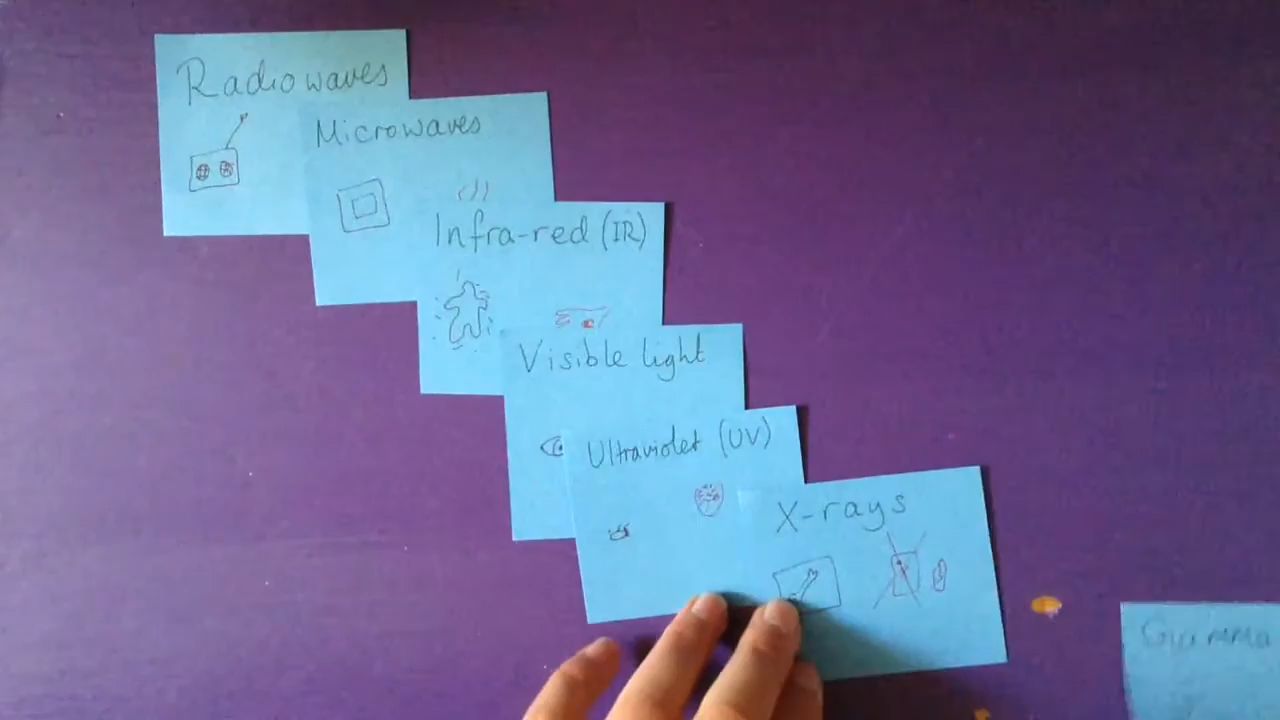 Radiowaves
Microwaves
Infra-red (IR)
Visible light
Ultraviolet (UV)
X-rays
Gamma